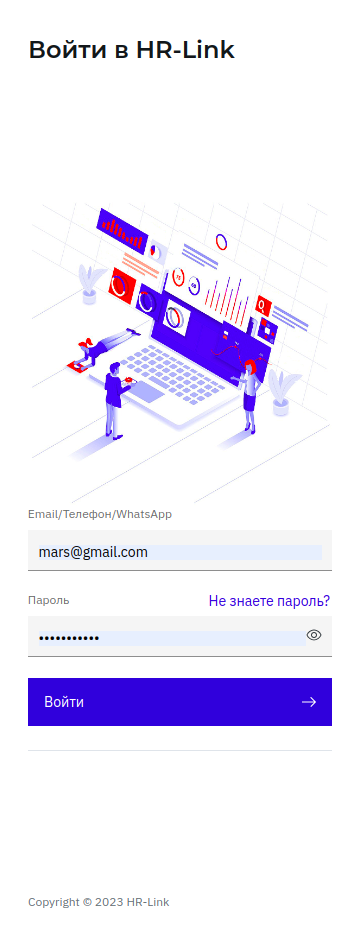 Войти в HR-Link
Email/Телефон/WhatsApp
mars@gmail.com
Пароль
Не знаете пароль?
•••••••••••
Войти
Copyright © 2023 HR-Link